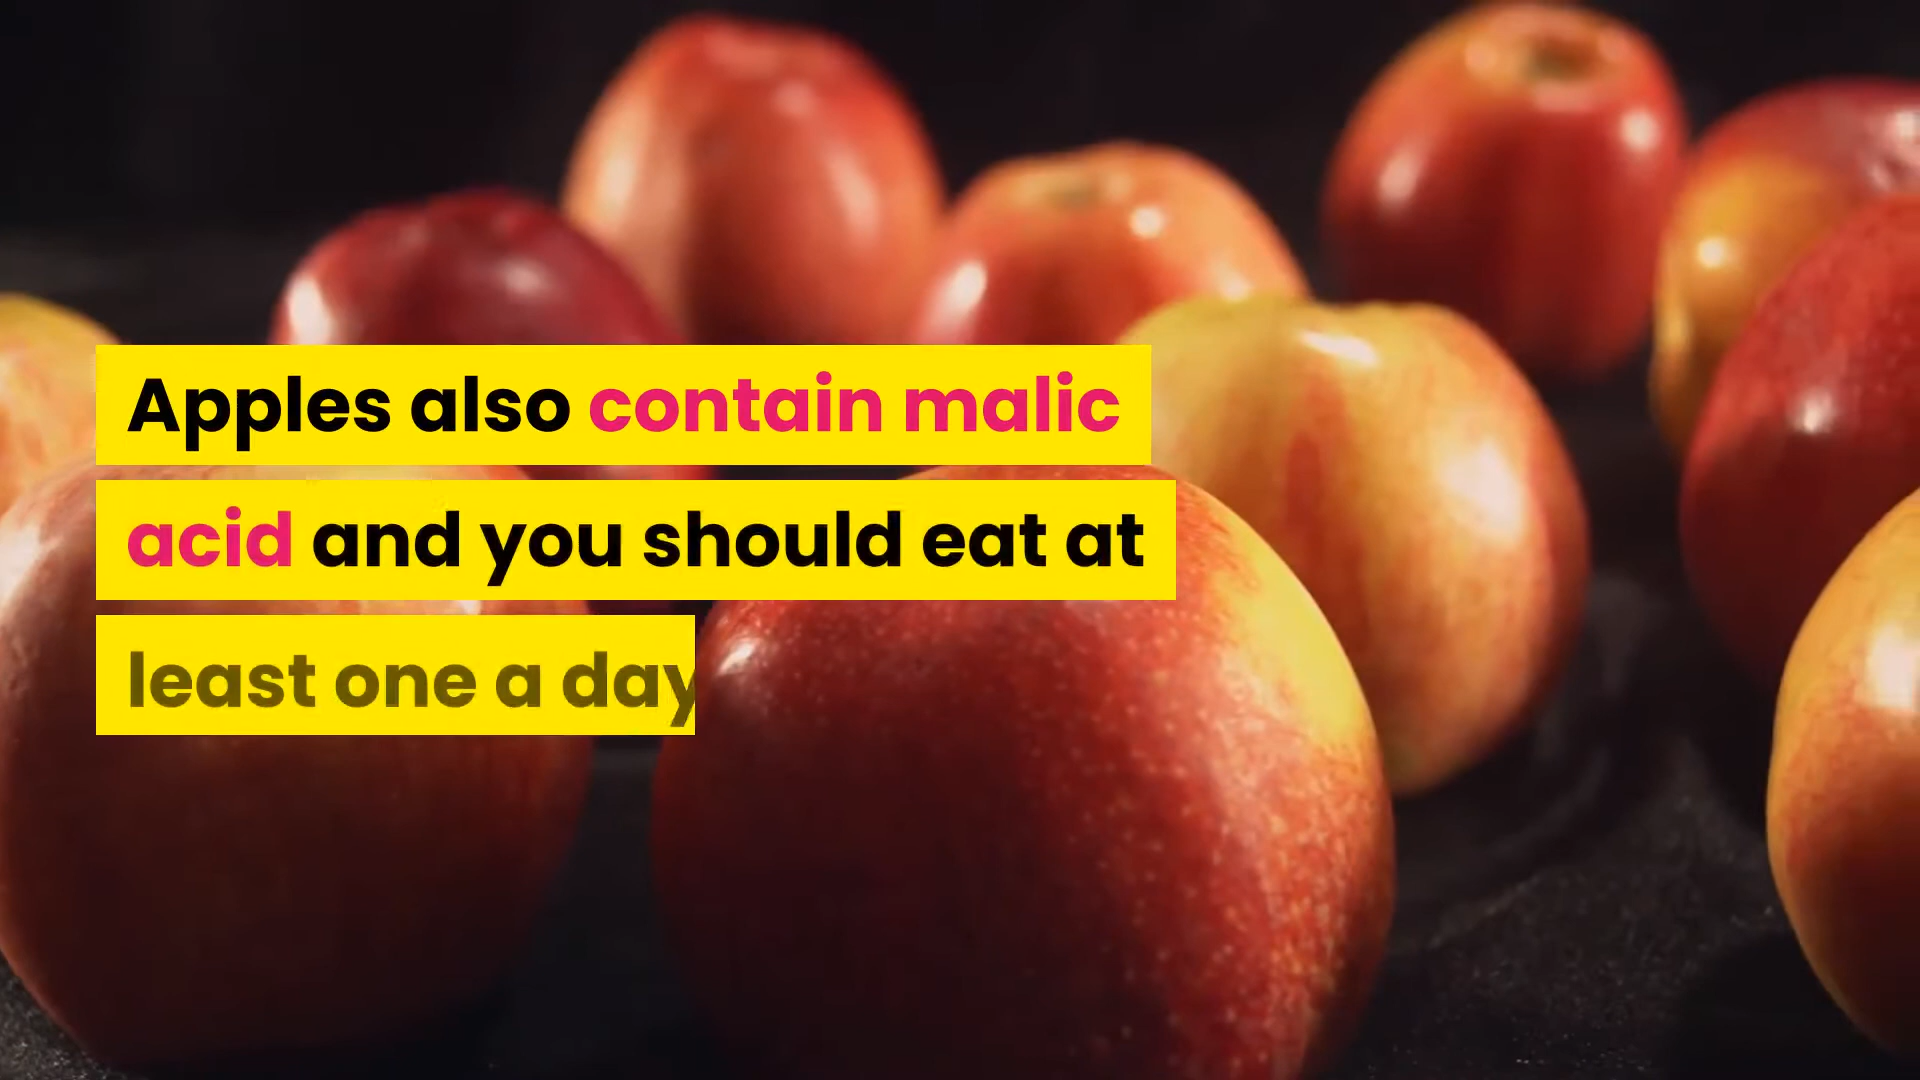 Apples also contain malic
acid and you should eat at
least one a day